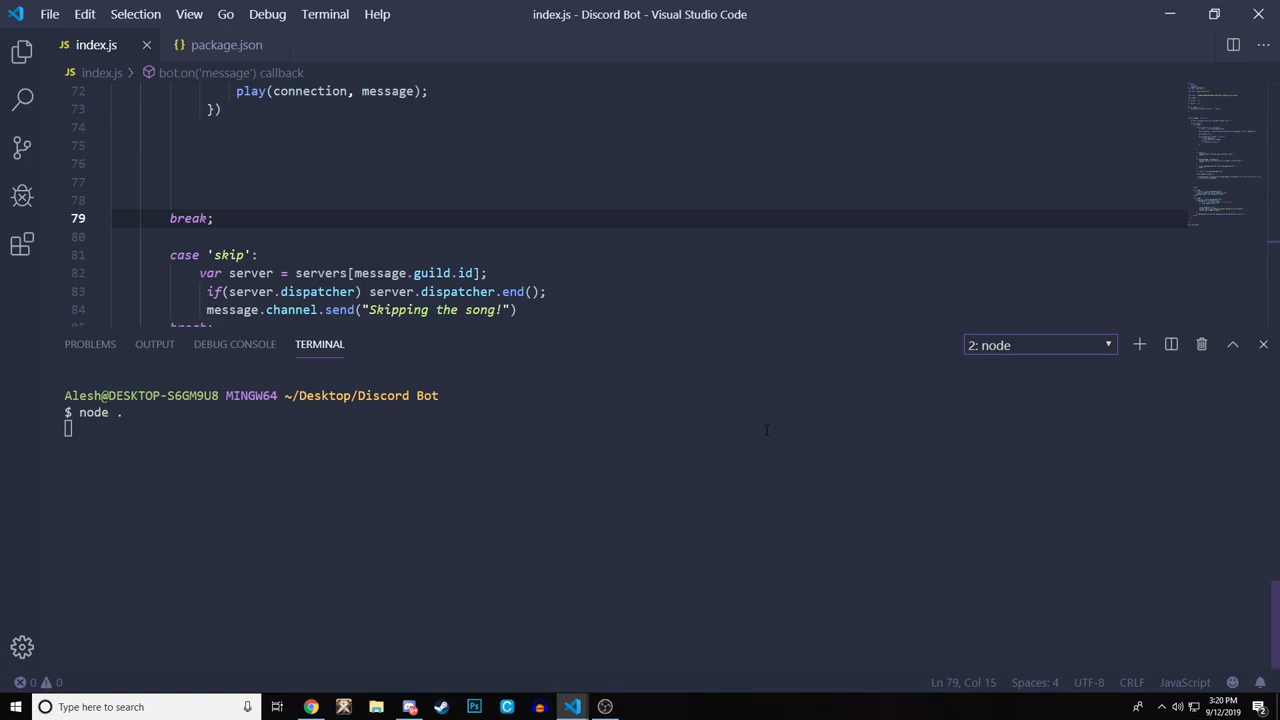 File Edit Selection View Go Debug Terminal Help index.js - Discord Bot - Visual Studio Code
JS index.js {} package.json
JS index.js > bot.on('message') callback
72 play(connection, message);
73 })
74
75
76
77
78
79 break;
80
81 case 'skip':
82 var server = servers[message.guild.id];
83 if(server.dispatcher) server.dispatcher.end();
84 message.channel.send("Skipping the song!")
PROBLEMS OUTPUT DEBUG CONSOLE TERMINAL 2: node
Alesh@DESKTOP-S6GM9U8 MINGW64 ~/Desktop/Discord Bot
$ node .
0 0 Ln 79, Col 15 Spaces: 4 UTF-8 CRLF JavaScript
Type here to search Ps C 3:20 PM
9/12/2019 2